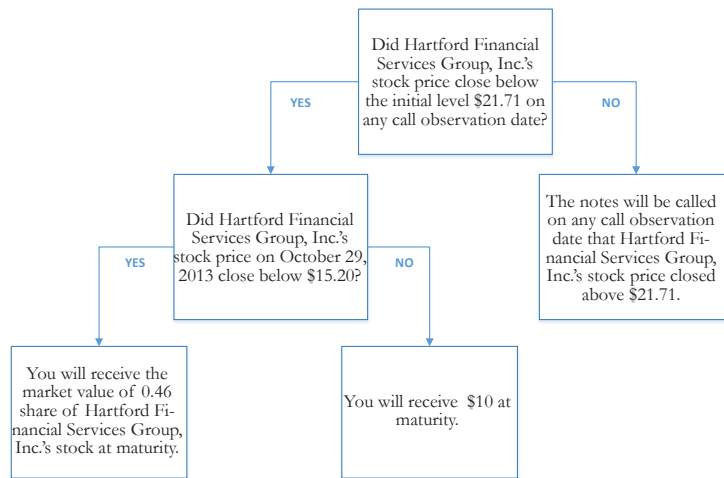 Did Hartford Financial
Services Group, Inc.'s
stock price close below
the initial level $21.71 on
any call observation date?
YES
NO
Did Hartford Financial
Services Group, Inc.'s
stock price on October 29,
2013 close below $15.20?
The notes will be called
on any call observation
date that Hartford Fi-
nancial Services Group,
Inc.'s stock price closed
above $21.71.
YES
NO
You will receive the
market value of 0.46
share of Hartford Fi-
nancial Services Group,
Inc.'s stock at maturity.
You will receive $10 at
maturity.